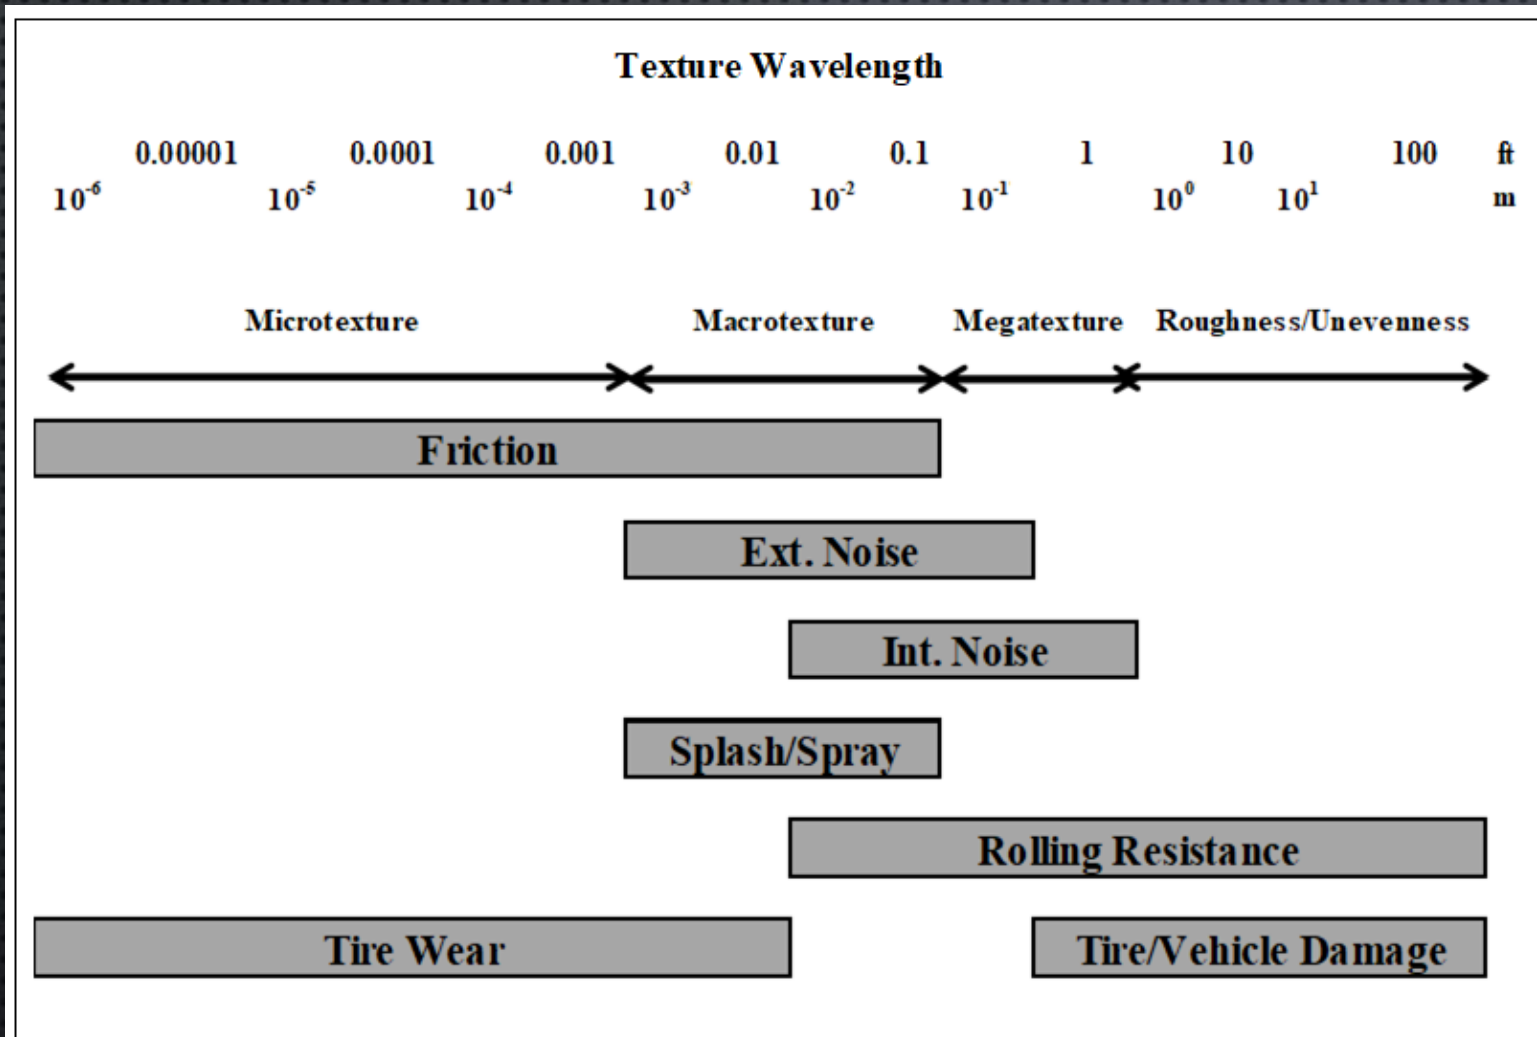 Texture Wavelength
0.00001 0.0001 0.001 0.01 0.1 1 10 100 ft
10⁻⁶ 10⁻⁵ 10⁻⁴ 10⁻³ 10⁻² 10⁻¹ 10⁰ 10¹ m
Microtexture Macrotexture Megatexture Roughness/Unevenness
Friction
Ext. Noise
Int. Noise
Splash/Spray
Rolling Resistance
Tire Wear Tire/Vehicle Damage